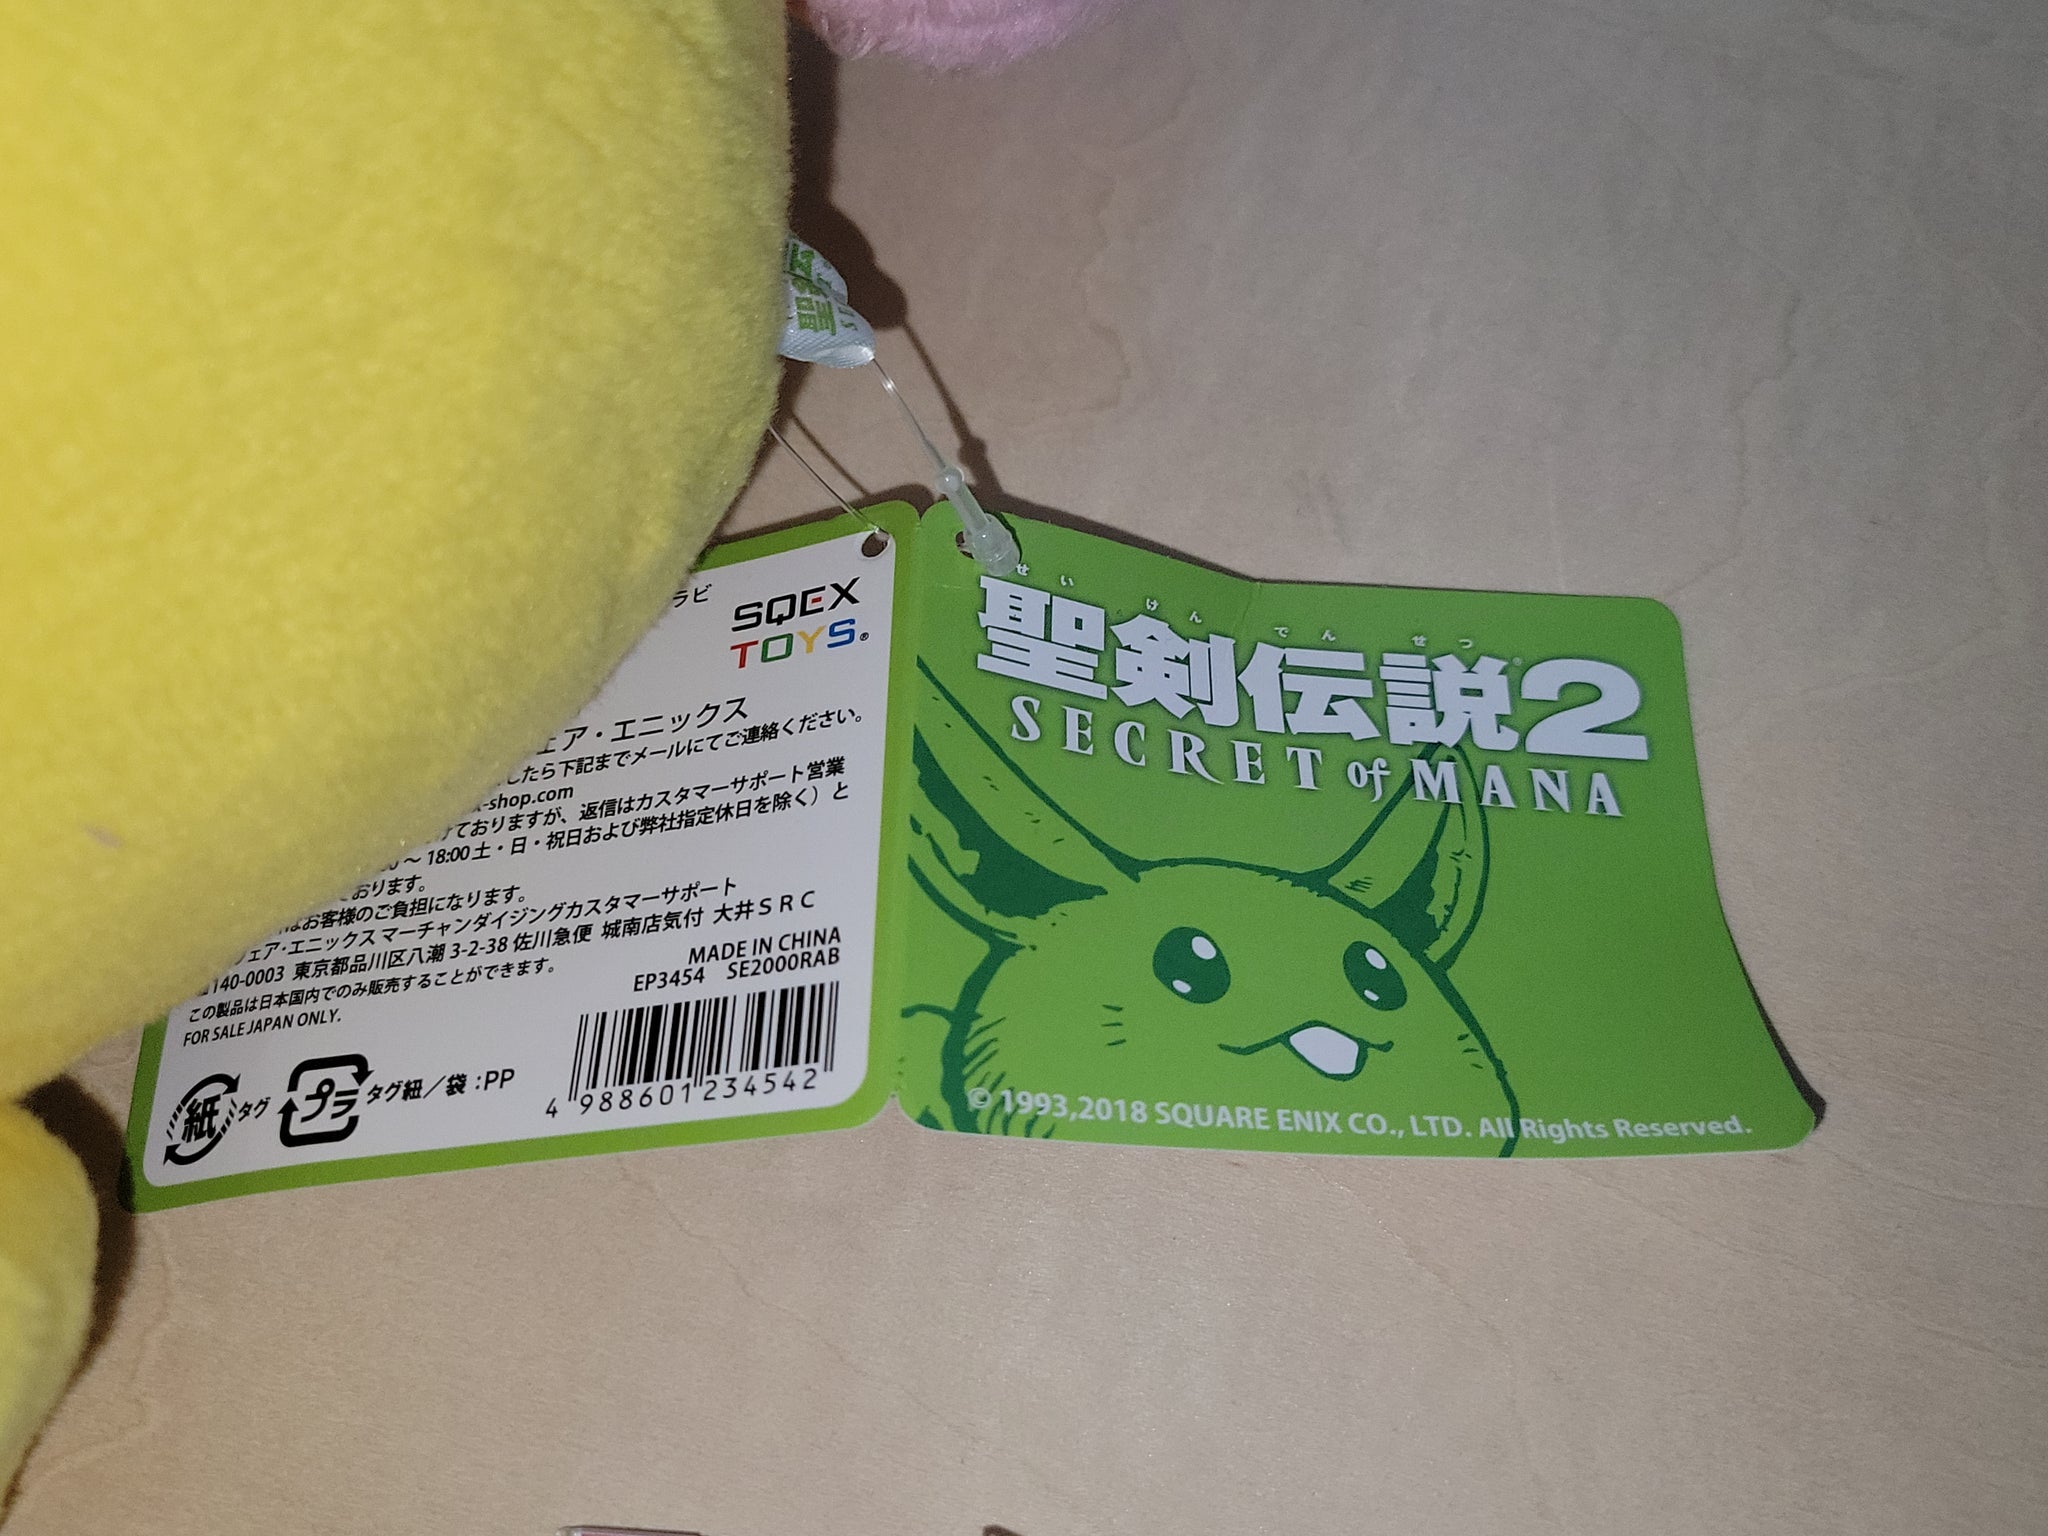 聖剣伝
SE
ラビ
SQEX
TOYS®
ェア・エニックス
したら下記までメールにてご連絡ください。
-shop.com
けておりますが、返信はカスタマーサポート営業
0～18:00 土・日・祝日および弊社指定休日を除く）と
ております。
はお客様のご負担になります。
ウェア・エニックス マーチャンダイジングカスタマーサポート
140-0003 東京都品川区八潮 3-2-38 佐川急便 城南店気付 大井ＳＲＣ
この製品は日本国内でのみ販売することができます。
FOR SALE JAPAN ONLY.
MADE IN CHINA
EP3454 SE2000RAB
紙 タグ
プラ タグ紐／袋 : PP
4 988601 234542
せい けん でん せつ
聖剣伝説2
SECRET of MANA
© 1993,2018 SQUARE ENIX CO., LTD. All Rights Reserved.